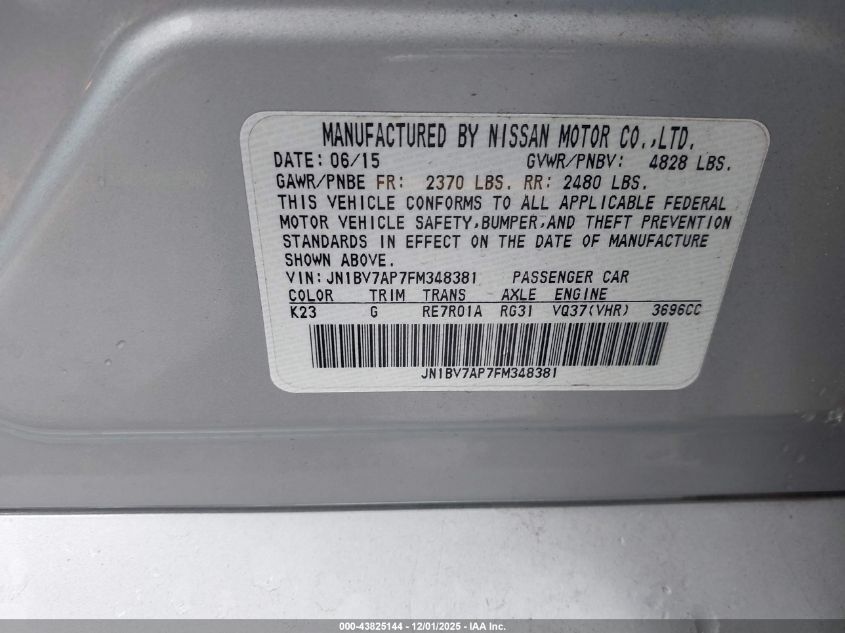 MANUFACTURED BY NISSAN MOTOR CO.,LTD.
DATE: 06/15 GVWR/PNBV: 4828 LBS.
GAWR/PNBE FR: 2370 LBS. RR: 2480 LBS.
THIS VEHICLE CONFORMS TO ALL APPLICABLE FEDERAL
MOTOR VEHICLE SAFETY,BUMPER,AND THEFT PREVENTION
STANDARDS IN EFFECT ON THE DATE OF MANUFACTURE
SHOWN ABOVE.
VIN:JN1BV7AP7FM348381 PASSENGER CAR
COLOR TRIM TRANS AXLE ENGINE
K23 G RE7R01A RG31 VQ37(VHR) 3696CC
JN1BV7AP7FM348381
000-43825144 - 12/01/2025 - IAA, Inc.